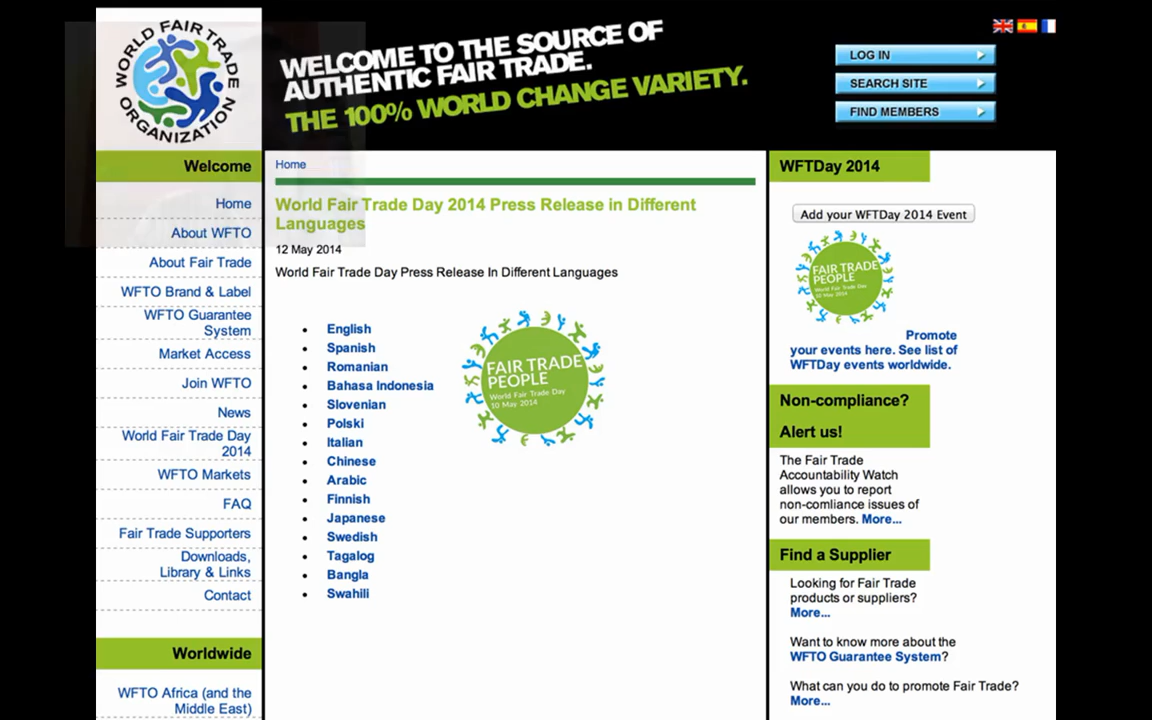 WORLD FAIR TRADE ORGANIZATION
WELCOME TO THE SOURCE OF
AUTHENTIC FAIR TRADE.
THE 100% WORLD CHANGE VARIETY.
LOG IN
SEARCH SITE
FIND MEMBERS
Welcome
Home
About WFTO
About Fair Trade
WFTO Brand & Label
WFTO Guarantee
System
Market Access
Join WFTO
News
World Fair Trade Day
2014
WFTO Markets
FAQ
Fair Trade Supporters
Downloads,
Library & Links
Contact
Worldwide
WFTO Africa (and the
Middle East)
Home
World Fair Trade Day 2014 Press Release in Different
Languages
12 May 2014
World Fair Trade Day Press Release In Different Languages
English
Spanish
Romanian
Bahasa Indonesia
Slovenian
Polski
Italian
Chinese
Arabic
Finnish
Japanese
Swedish
Tagalog
Bangla
Swahili
FAIR TRADE
PEOPLE
World Fair Trade Day
10 May 2014
WFTDay 2014
Add your WFTDay 2014 Event
FAIR TRADE
PEOPLE
World Fair Trade Day
10 May 2014
Promote
your events here. See list of
WFTDay events worldwide.
Non-compliance?
Alert us!
The Fair Trade
Accountability Watch
allows you to report
non-comliance issues of
our members. More...
Find a Supplier
Looking for Fair Trade
products or suppliers?
More...
Want to know more about the
WFTO Guarantee System?
What can you do to promote Fair Trade?
More...